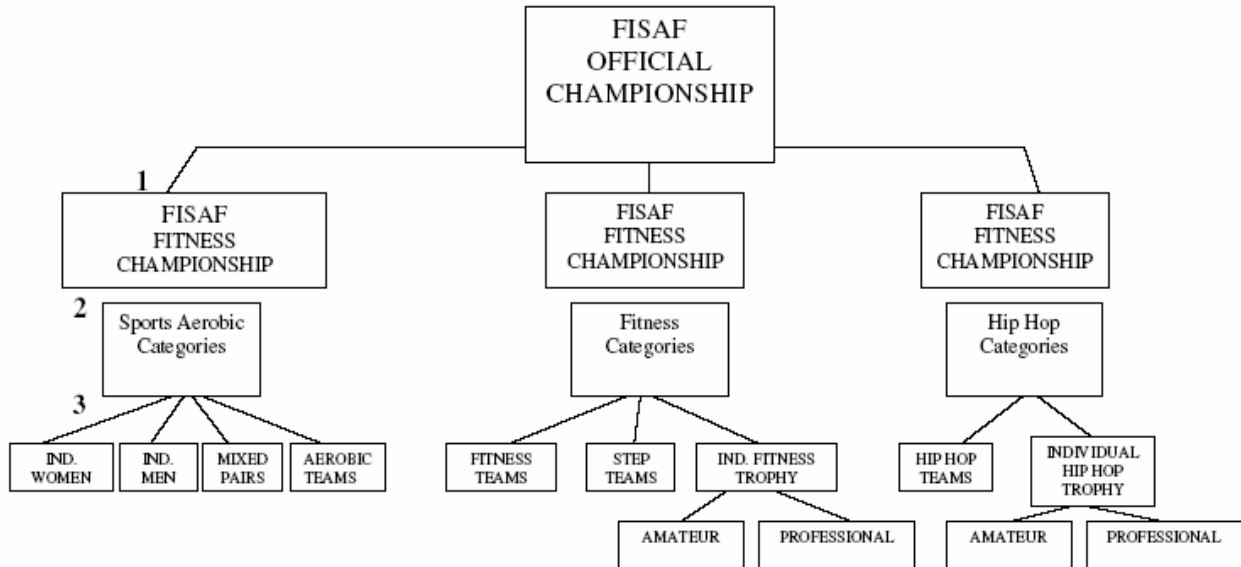 FISAF
OFFICIAL
CHAMPIONSHIP
1
FISAF
FITNESS
CHAMPIONSHIP
FISAF
FITNESS
CHAMPIONSHIP
FISAF
FITNESS
CHAMPIONSHIP
2
Sports Aerobic
Categories
Fitness
Categories
Hip Hop
Categories
3
IND.
WOMEN
IND.
MEN
MIXED
PAIRS
AEROBIC
TEAMS
FITNESS
TEAMS
STEP
TEAMS
IND. FITNESS
TROPHY
HIP HOP
TEAMS
INDIVIDUAL
HIP HOP
TROPHY
AMATEUR
PROFESSIONAL
AMATEUR
PROFESSIONAL